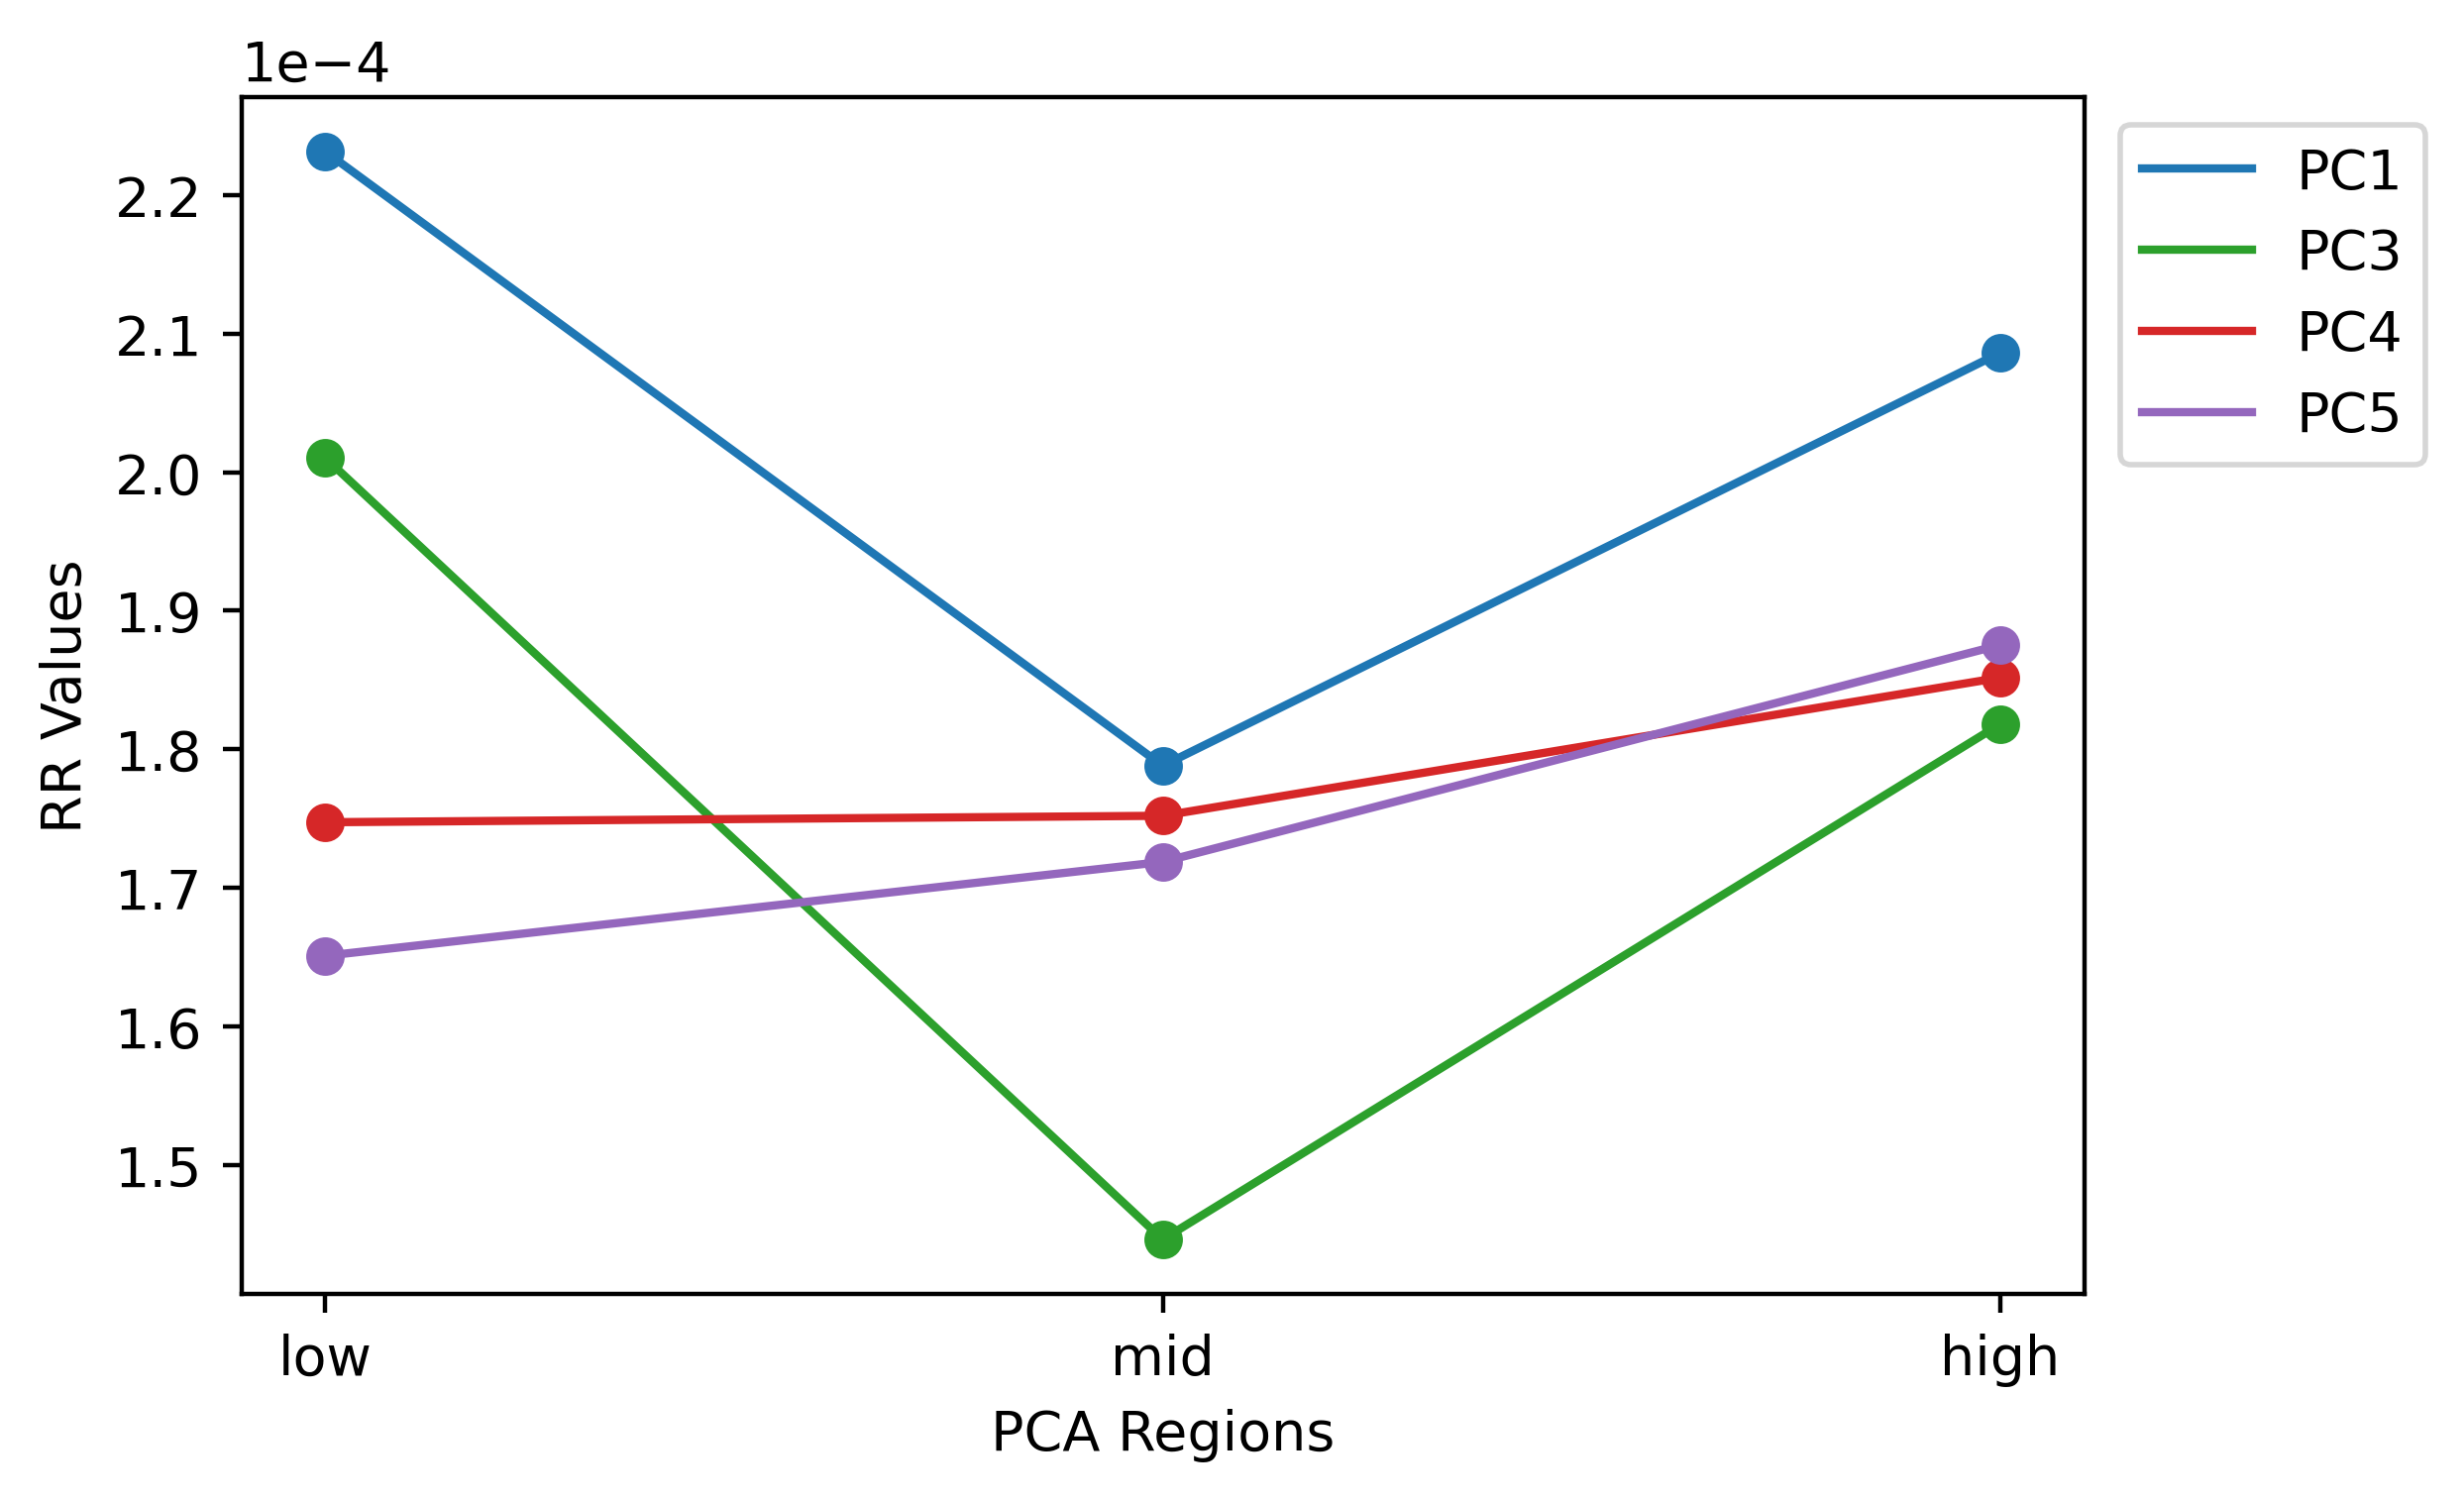 1e−4
2.2
2.1
2.0
1.9
1.8
1.7
1.6
1.5
RR Values
low
mid
high
PCA Regions
PC1
PC3
PC4
PC5